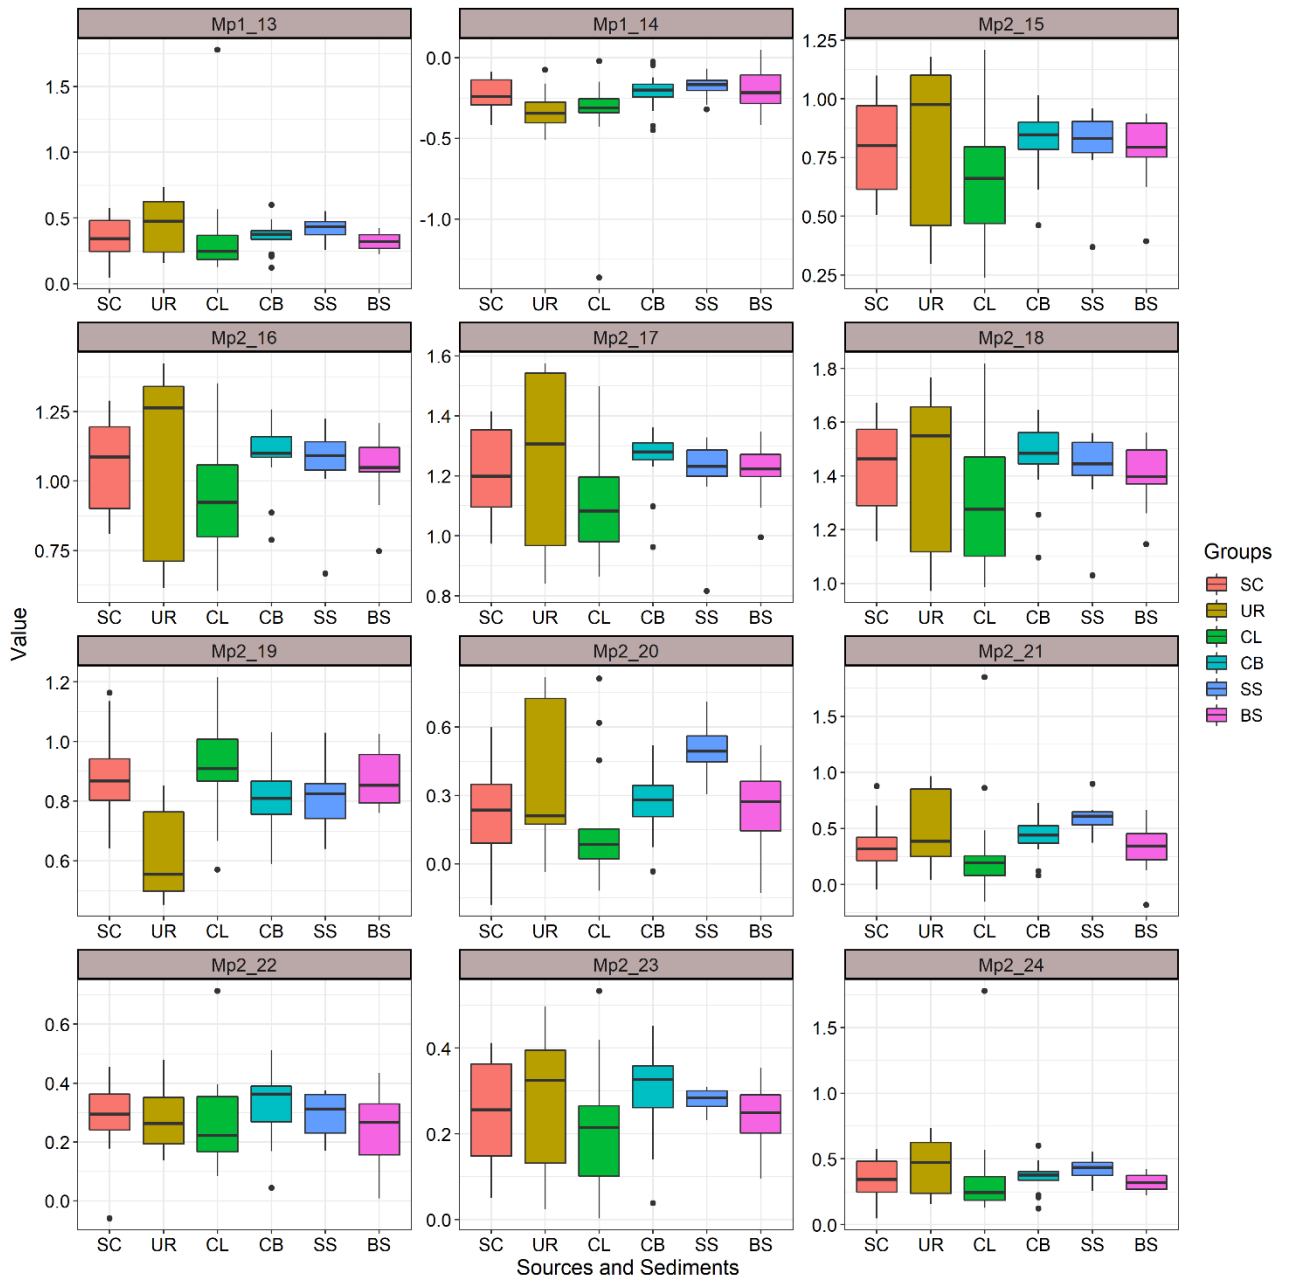 Mp1_13 Mp1_14 Mp2_15
1.5
1.0
0.5
0.0
0.0
-0.5
-1.0
1.25
1.00
0.75
0.50
0.25
SC UR CL CB SS BS SC UR CL CB SS BS SC UR CL CB SS BS
Mp2_16 Mp2_17 Mp2_18
1.25
1.00
0.75
1.6
1.4
1.2
1.0
0.8
1.8
1.6
1.4
1.2
1.0
SC UR CL CB SS BS SC UR CL CB SS BS SC UR CL CB SS BS
Mp2_19 Mp2_20 Mp2_21
1.2
1.0
0.8
0.6
0.6
0.3
0.0
1.5
1.0
0.5
0.0
SC UR CL CB SS BS SC UR CL CB SS BS SC UR CL CB SS BS
Mp2_22 Mp2_23 Mp2_24
0.6
0.4
0.2
0.0
0.4
0.2
0.0
1.5
1.0
0.5
0.0
SC UR CL CB SS BS SC UR CL CB SS BS SC UR CL CB SS BS
Value
Sources and Sediments
Groups
SC
UR
CL
CB
SS
BS